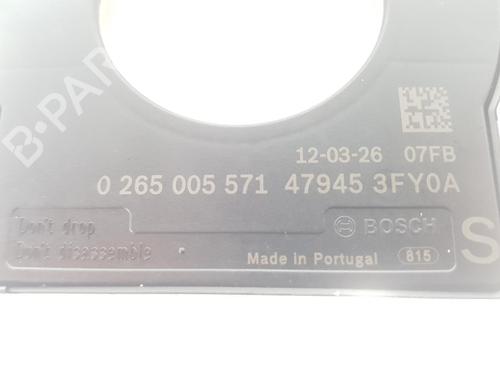 B-PARTS
12-03-26 07FB
0 265 005 571 47945 3FY0A
Don't drop
Don't disassemble
BOSCH
Made in Portugal 815
S